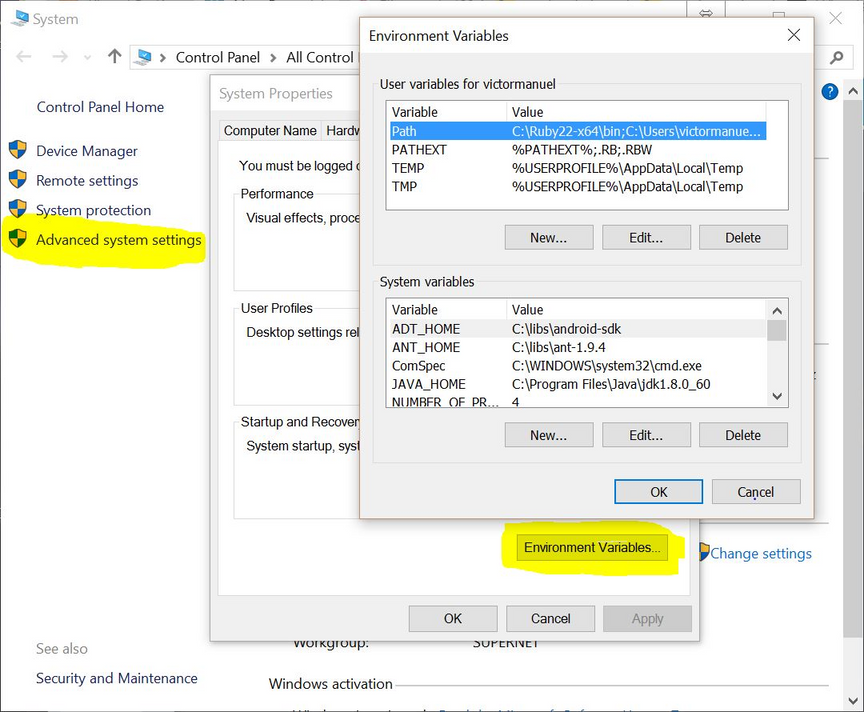 System
Control Panel > All Control
Control Panel Home
Device Manager
Remote settings
System protection
Advanced system settings
See also
Security and Maintenance
System Properties
Computer Name
You must be logged
Performance
Visual effects,
User Profiles
Desktop settings
Startup and Recovery
System startup,
Environment Variables...
OK
Cancel
Apply
Environment Variables
User variables for victormanuel
Variable Value
Path C:\Ruby22-x64\bin;C:\Users\victormanue...
PATHEXT %PATHEXT%;.RB;.RBW
TEMP %USERPROFILE%\AppData\Local\Temp
TMP %USERPROFILE%\AppData\Local\Temp
New... Edit... Delete
System variables
Variable Value
ADT_HOME C:\libs\android-sdk
ANT_HOME C:\libs\ant-1.9.4
ComSpec C:\WINDOWS\system32\cmd.exe
JAVA_HOME C:\Program Files\Java\jdk1.8.0_60
NUMBER_OF_PR... 4
New... Edit... Delete
OK Cancel
Change settings
Workgroup: SUPERNET
Windows activation